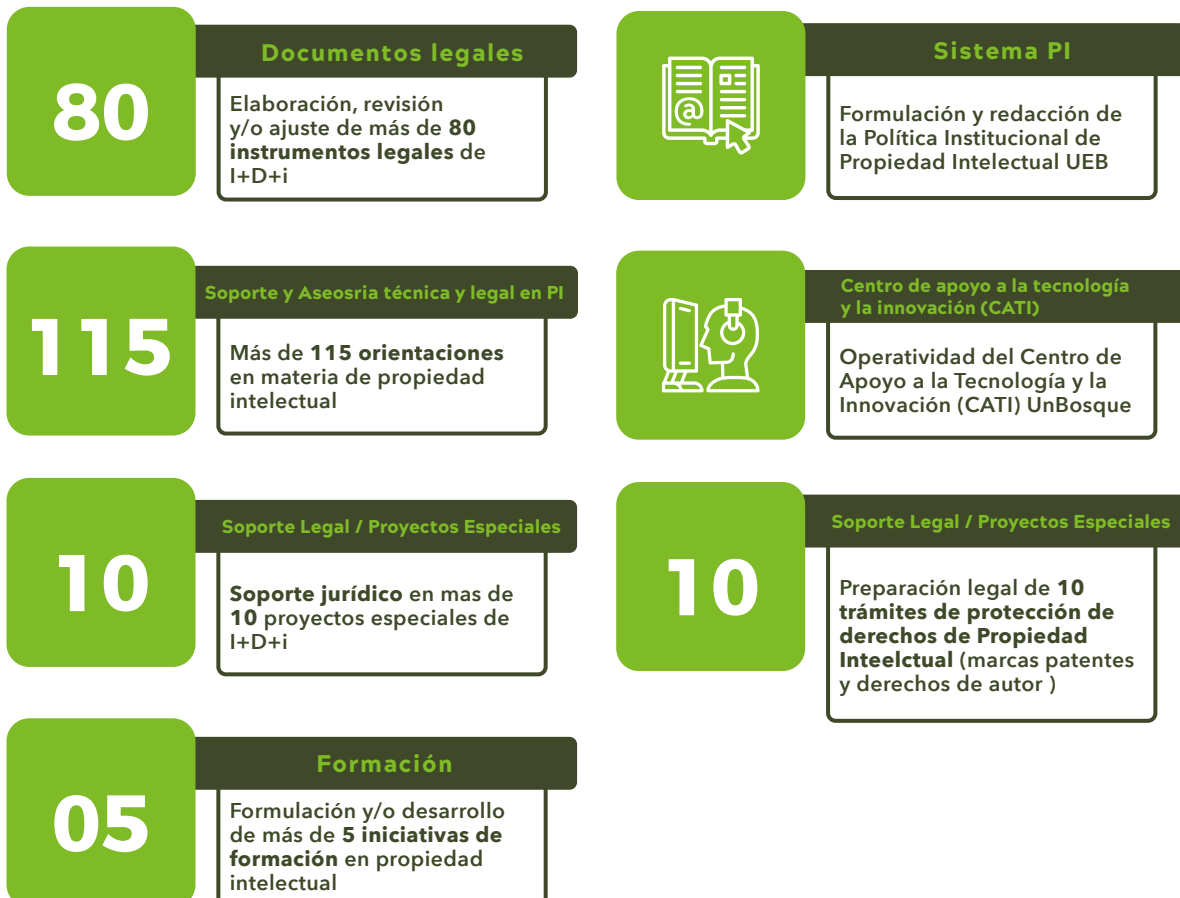 80
Documentos legales
Elaboración, revisión
y/o ajuste de más de 80
instrumentos legales de
I+D+i
Sistema PI
@
Formulación y redacción de
la Política Institucional de
Propiedad Intelectual UEB
115
Soporte y Aseosria técnica y legal en PI
Más de 115 orientaciones
en materia de propiedad
intelectual
Centro de apoyo a la tecnología
y la innovación (CATI)
Operatividad del Centro de
Apoyo a la Tecnología y la
Innovación (CATI) UnBosque
10
Soporte Legal / Proyectos Especiales
Soporte jurídico en mas de
10 proyectos especiales de
I+D+i
10
Soporte Legal / Proyectos Especiales
Preparación legal de 10
trámites de protección de
derechos de Propiedad
Inteelctual (marcas patentes
y derechos de autor )
05
Formación
Formulación y/o desarrollo
de más de 5 iniciativas de
formación en propiedad
intelectual